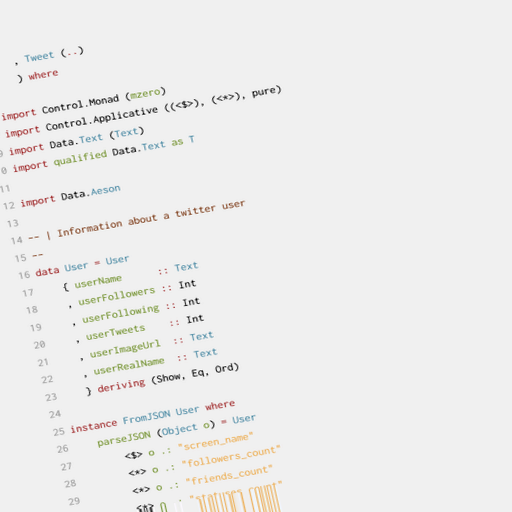 , Tweet (..)
) where
import Control.Monad (mzero)
import Control.Applicative ((<$>), (<*>), pure)
9 import Data.Text (Text)
0 import qualified Data.Text as T
11
12 import Data.Aeson
13
14 -- | Information about a twitter user
15 --
16 data User = User
17 { userName :: Text
18 , userFollowers :: Int
19 , userFollowing :: Int
20 , userTweets :: Int
21 , userImageUrl :: Text
22 , userRealName :: Text
23 } deriving (Show, Eq, Ord)
24
25 instance FromJSON User where
26 parseJSON (Object o) = User
27 <$> o .: "screen_name"
28 <*> o .: "followers_count"
29 <*> o .: "friends_count"